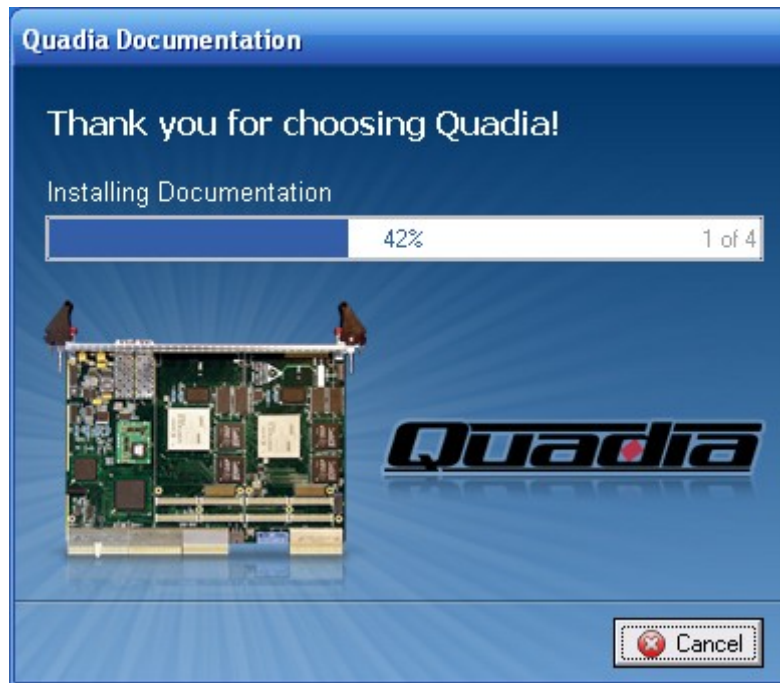 Quadia Documentation
Thank you for choosing Quadia!
Installing Documentation
42%
1 of 4
Quadia
Cancel